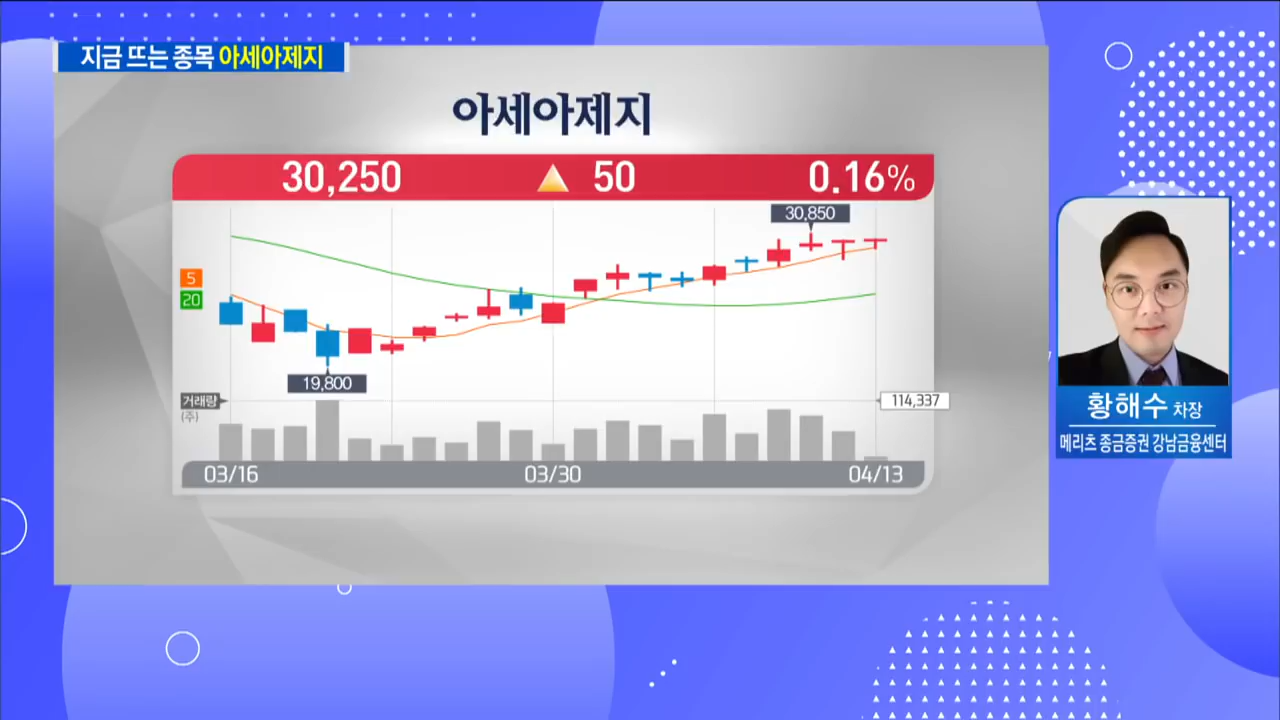 지금 뜨는 종목 아세아제지
아세아제지
30,250 ▲ 50 0.16%
30,850
5
20
19,800
거래량
(주)
114,337
03/16 03/30 04/13
황해수 차장
메리츠 종금증권 강남금융센터